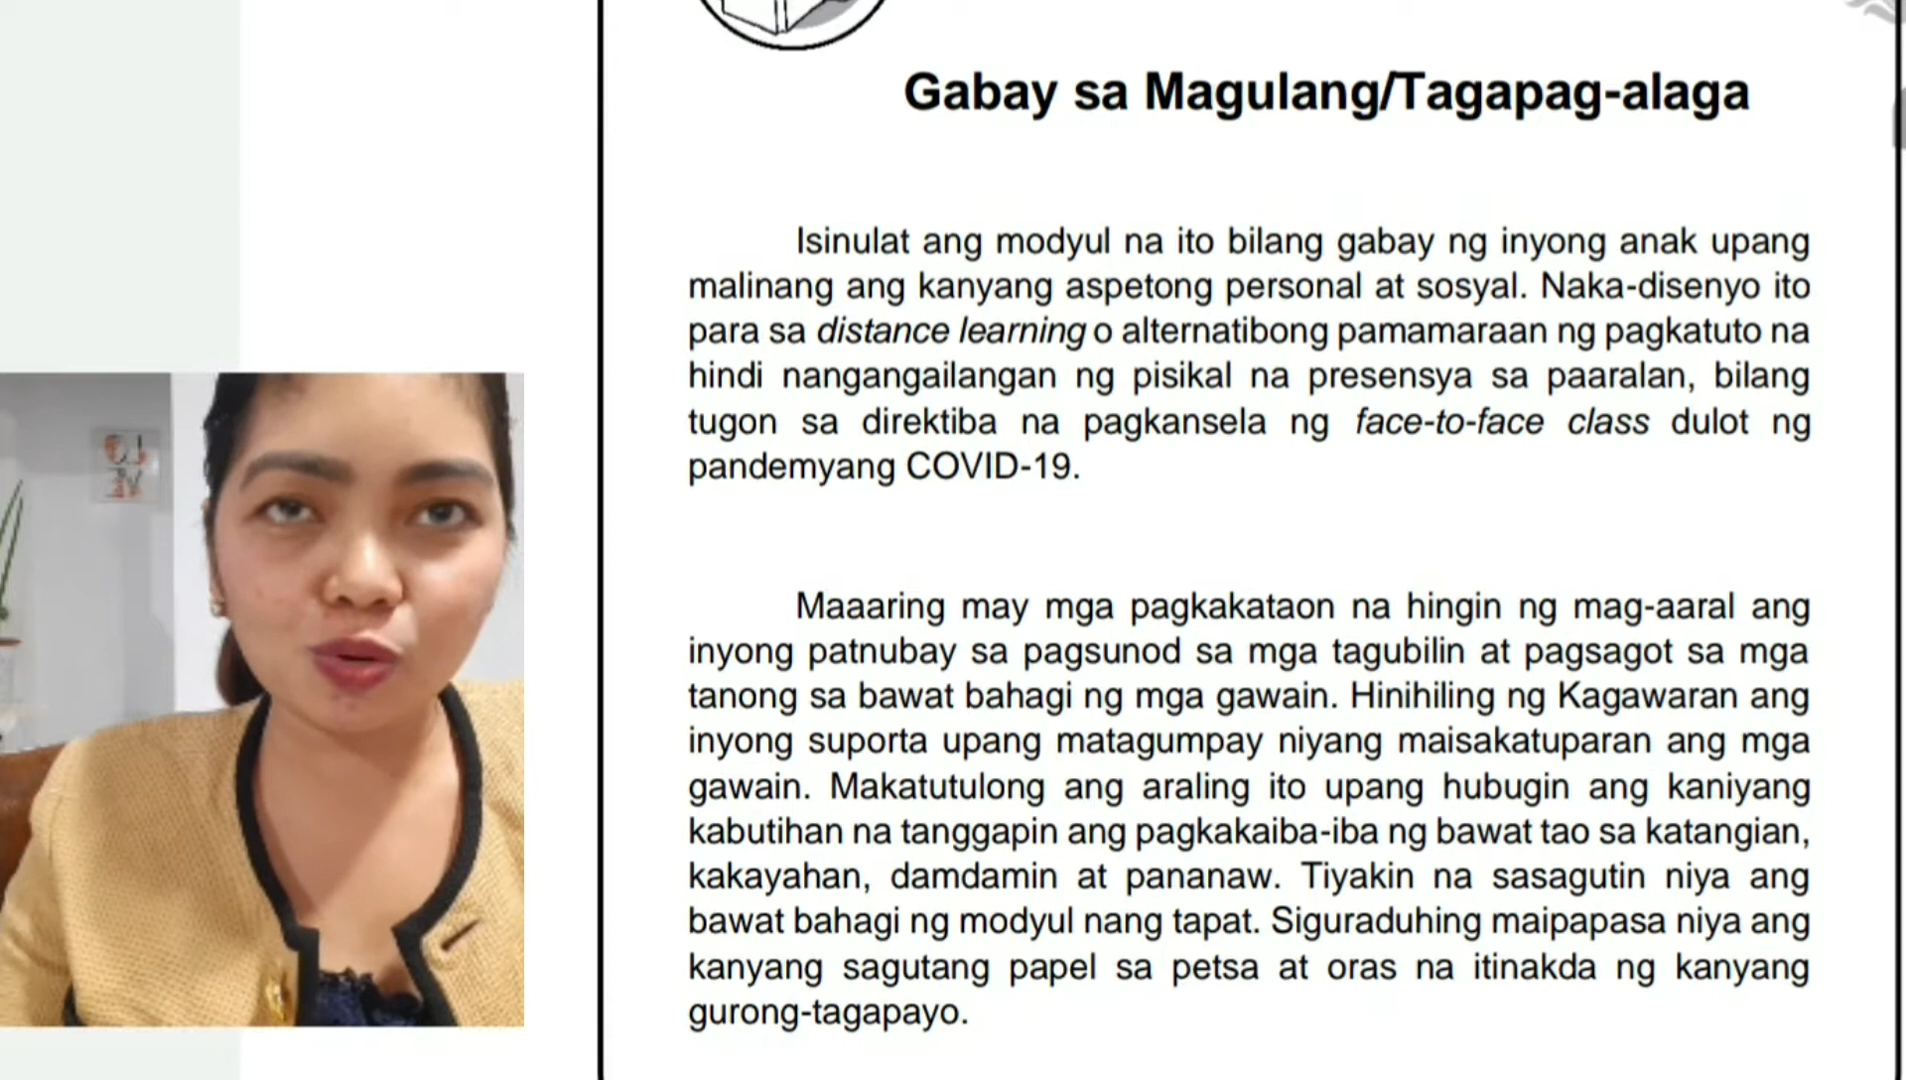 Gabay sa Magulang/Tagapag-alaga
Isinulat ang modyul na ito bilang gabay ng inyong anak upang
malinang ang kanyang aspetong personal at sosyal. Naka-disenyo ito
para sa distance learning o alternatibong pamamaraan ng pagkatuto na
hindi nangangailangan ng pisikal na presensya sa paaralan, bilang
tugon sa direktiba na pagkansela ng face-to-face class dulot ng
pandemyang COVID-19.
Maaaring may mga pagkakataon na hingin ng mag-aaral ang
inyong patnubay sa pagsunod sa mga tagubilin at pagsagot sa mga
tanong sa bawat bahagi ng mga gawain. Hinihiling ng Kagawaran ang
inyong suporta upang matagumpay niyang maisakatuparan ang mga
gawain. Makatutulong ang araling ito upang hubugin ang kaniyang
kabutihan na tanggapin ang pagkakaiba-iba ng bawat tao sa katangian,
kakayahan, damdamin at pananaw. Tiyakin na sasagutin niya ang
bawat bahagi ng modyul nang tapat. Siguraduhing maipapasa niya ang
kanyang sagutang papel sa petsa at oras na itinakda ng kanyang
gurong-tagapayo.